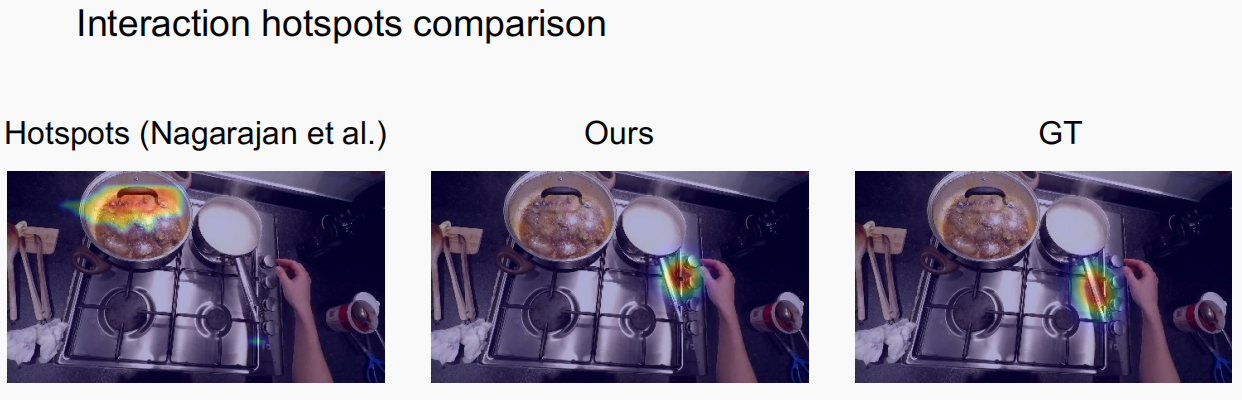 Interaction hotspots comparison
Hotspots (Nagarajan et al.)
Ours
GT